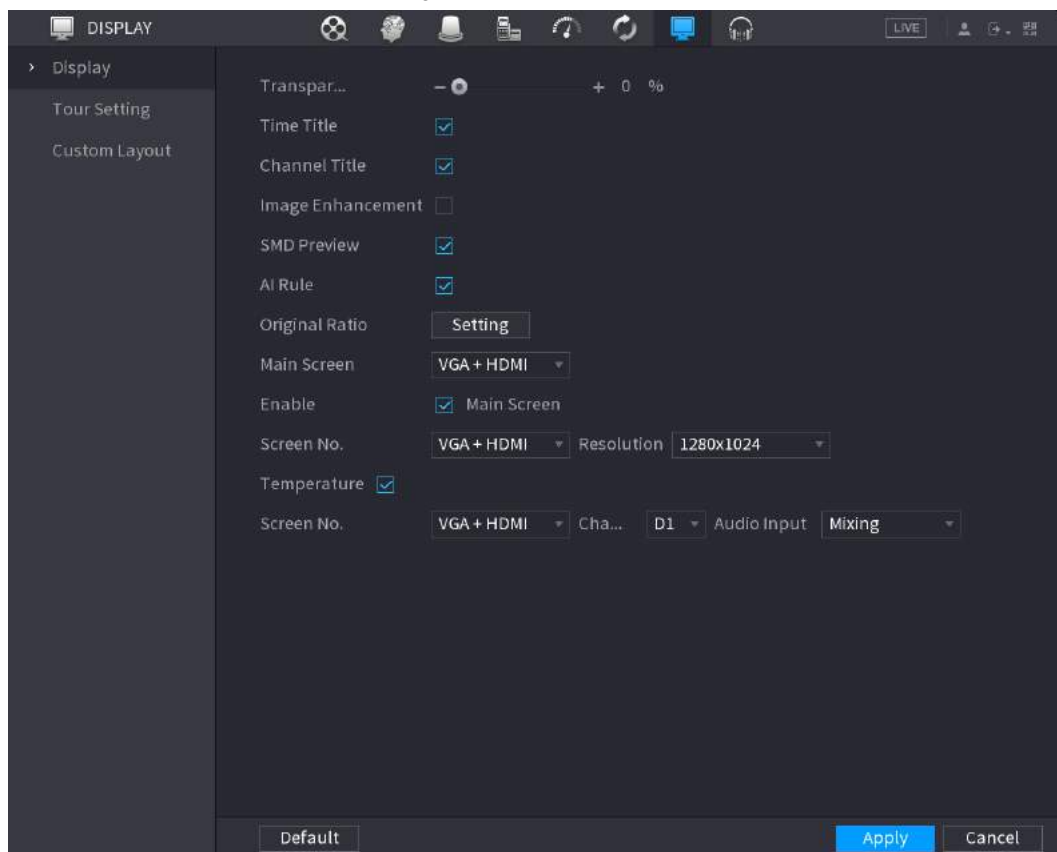 DISPLAY
LIVE
Display
Tour Setting
Custom Layout
Transpar... 0 %
Time Title
Channel Title
Image Enhancement
SMD Preview
AI Rule
Original Ratio Setting
Main Screen VGA + HDMI
Enable Main Screen
Screen No. VGA + HDMI Resolution 1280x1024
Temperature
Screen No. VGA + HDMI Cha... D1 Audio Input Mixing
Default Apply Cancel